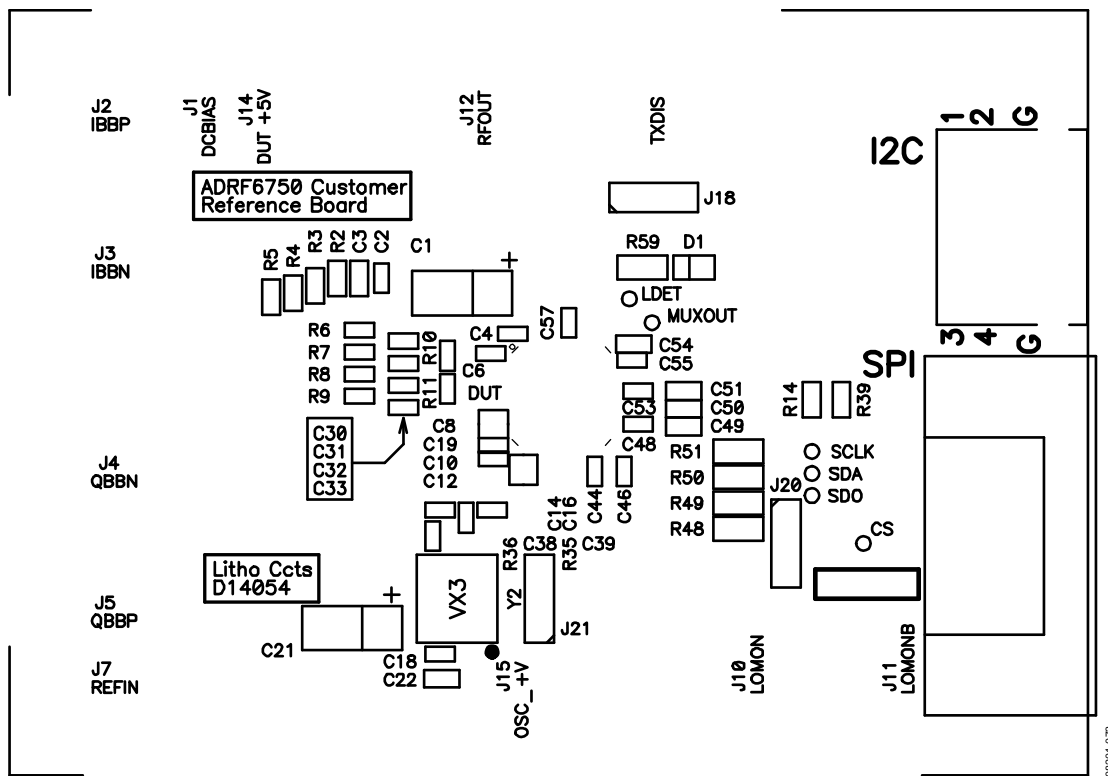 J2
IBBP
J1
DCBIAS
J14
DUT +5V
J12
RFOUT
TXDIS
1
2
G
I2C
ADRF6750 Customer
Reference Board
J18
J3
IBBN
R5
R4
R3
R2
C3
C2
C1
+
R59
D1
LDET
MUXOUT
3
4
G
R6
R7
R8
R9
R10
R11
C4
C6
C57
DUT
C54
C55
SPI
C51
C50
C49
C53
C48
R14
R39
C8
C19
C10
C12
C30
C31
C32
C33
R51
R50
R49
R48
SCLK
SDA
SDO
J20
CS
J4
QBBN
C44
C46
C14
C16
R36
C38
R35
C39
Litho Ccts
D14054
VX3
Y2
J21
J5
QBBP
+
C21
C18
C22
J15
OSC_+V
J7
REFIN
J10
LOMON
J11
LOMONB